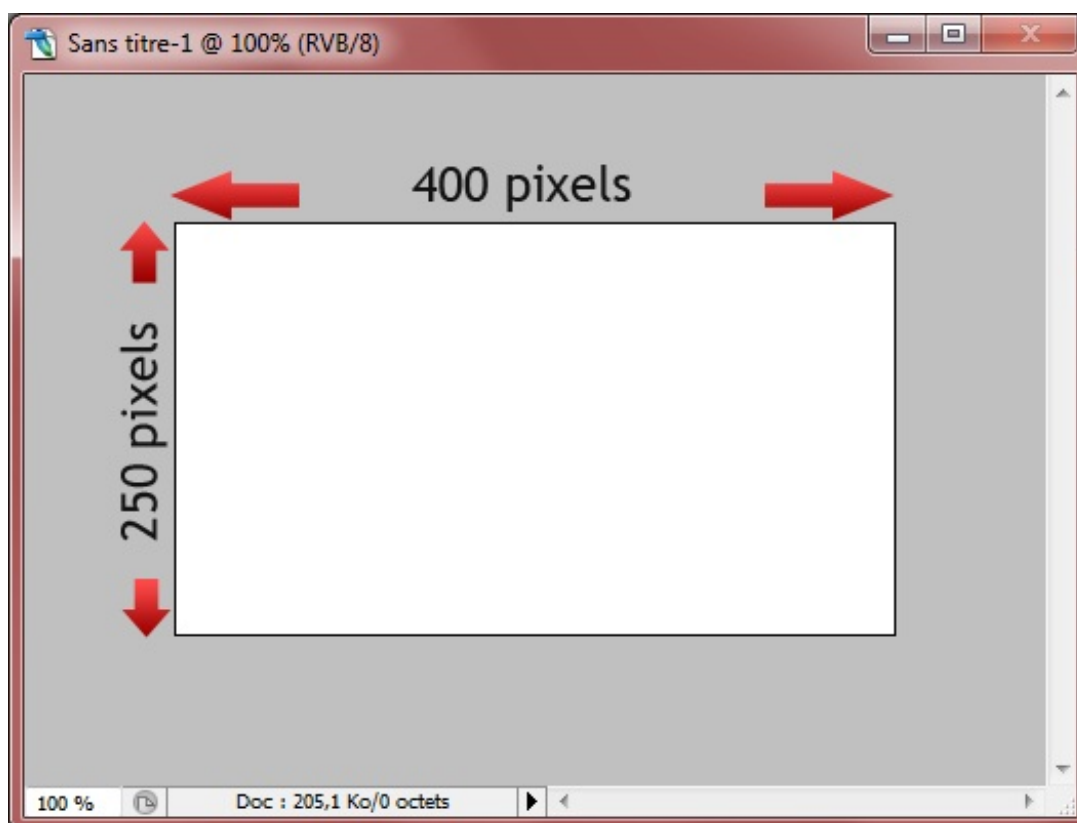 Sans titre-1 @ 100% (RVB/8)
400 pixels
250 pixels
100 %
Doc : 205,1 Ko/0 octets